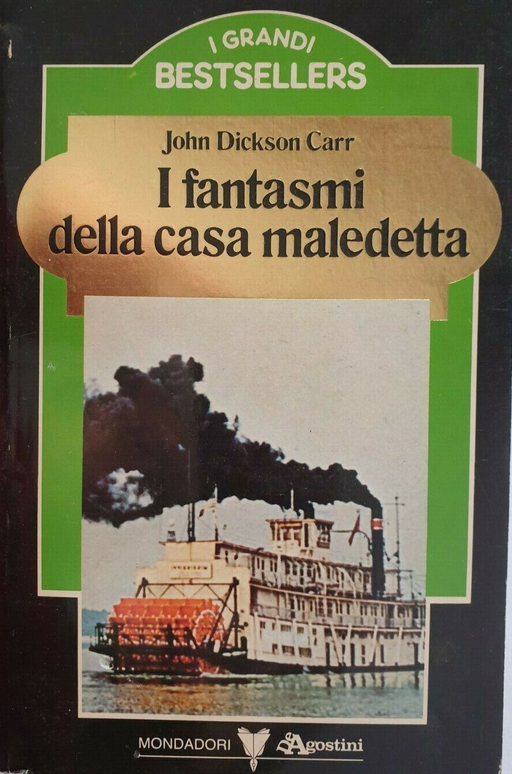 I GRANDI
BESTSELLERS
John Dickson Carr
I fantasmi
della casa maledetta
MONDADORI
DeAgostini